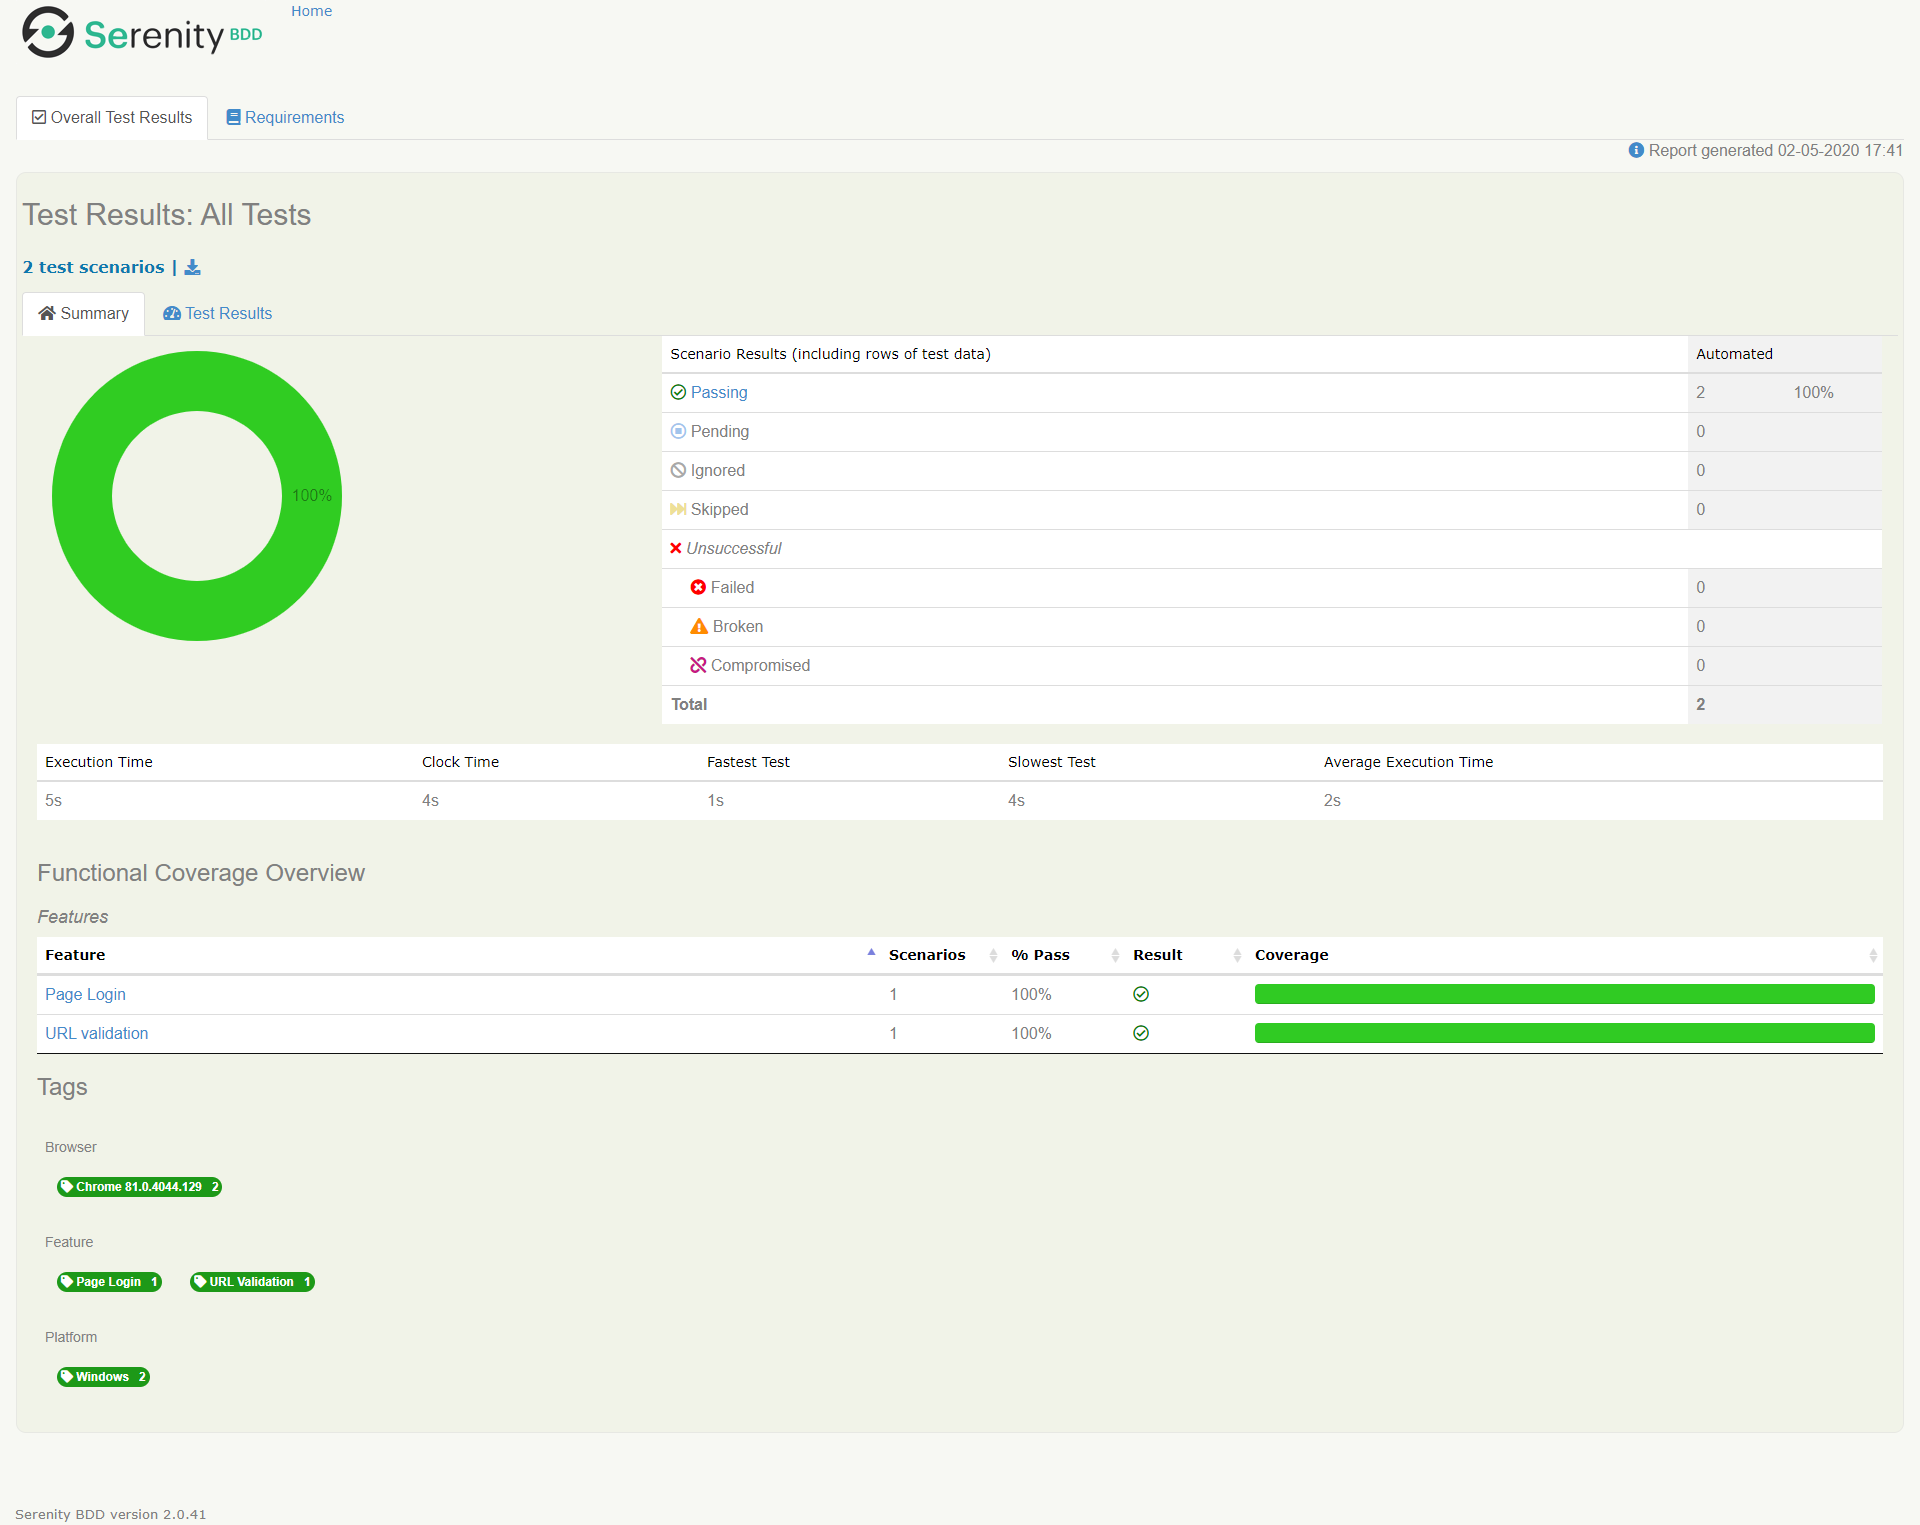 Serenity BDD
Home
Overall Test Results
Requirements
Report generated 02-05-2020 17:41
Test Results: All Tests
2 test scenarios |
Summary
Test Results
100%
Scenario Results (including rows of test data) Automated
Passing 2 100%
Pending 0
Ignored 0
Skipped 0
Unsuccessful
Failed 0
Broken 0
Compromised 0
Total 2
Execution Time Clock Time Fastest Test Slowest Test Average Execution Time
5s 4s 1s 4s 2s
Functional Coverage Overview
Features
Feature Scenarios % Pass Result Coverage
Page Login 1 100%
URL validation 1 100%
Tags
Browser
Chrome 81.0.4044.129 2
Feature
Page Login 1 URL Validation 1
Platform
Windows 2
Serenity BDD version 2.0.41